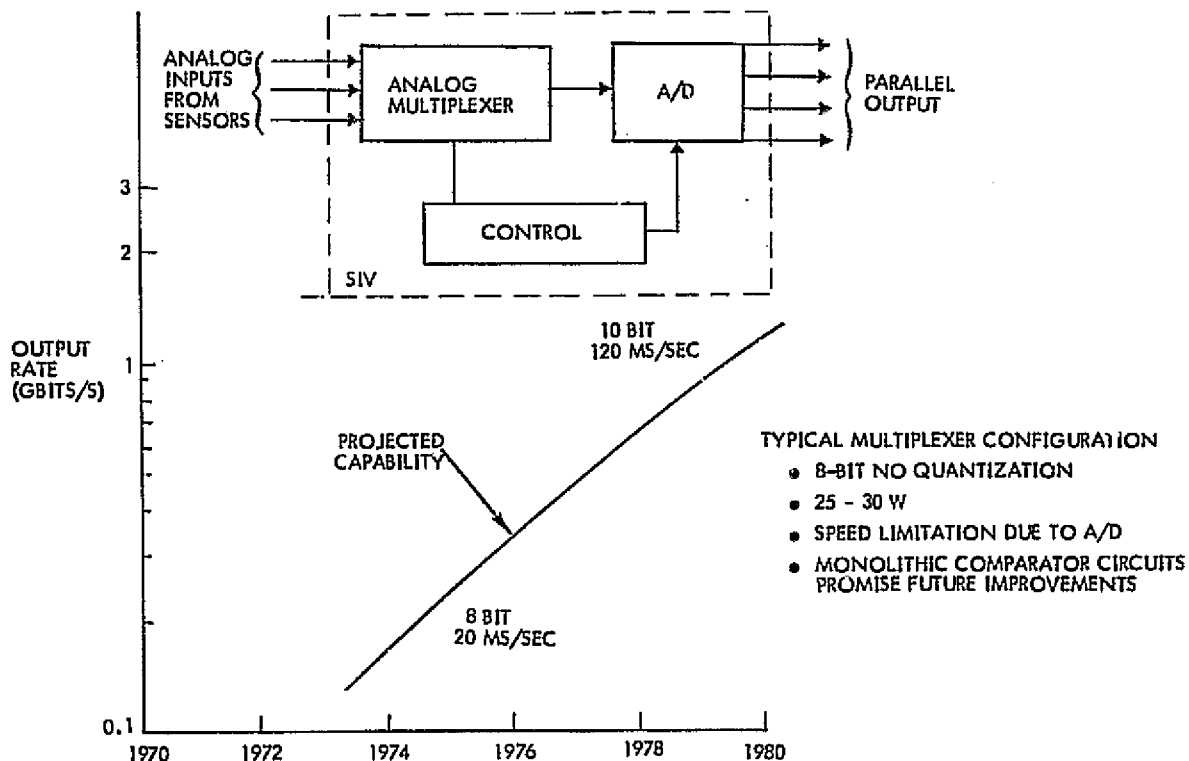 ANALOG
INPUTS
FROM
SENSORS
ANALOG
MULTIPLEXER
A/D
PARALLEL
OUTPUT
CONTROL
SIV
3
2
1
0.1
OUTPUT
RATE
(GBITS/S)
10 BIT
120 MS/SEC
PROJECTED
CAPABILITY
8 BIT
20 MS/SEC
TYPICAL MULTIPLEXER CONFIGURATION
• 8-BIT NO QUANTIZATION
• 25 - 30 W
• SPEED LIMITATION DUE TO A/D
• MONOLITHIC COMPARATOR CIRCUITS
PROMISE FUTURE IMPROVEMENTS
1970 1972 1974 1976 1978 1980